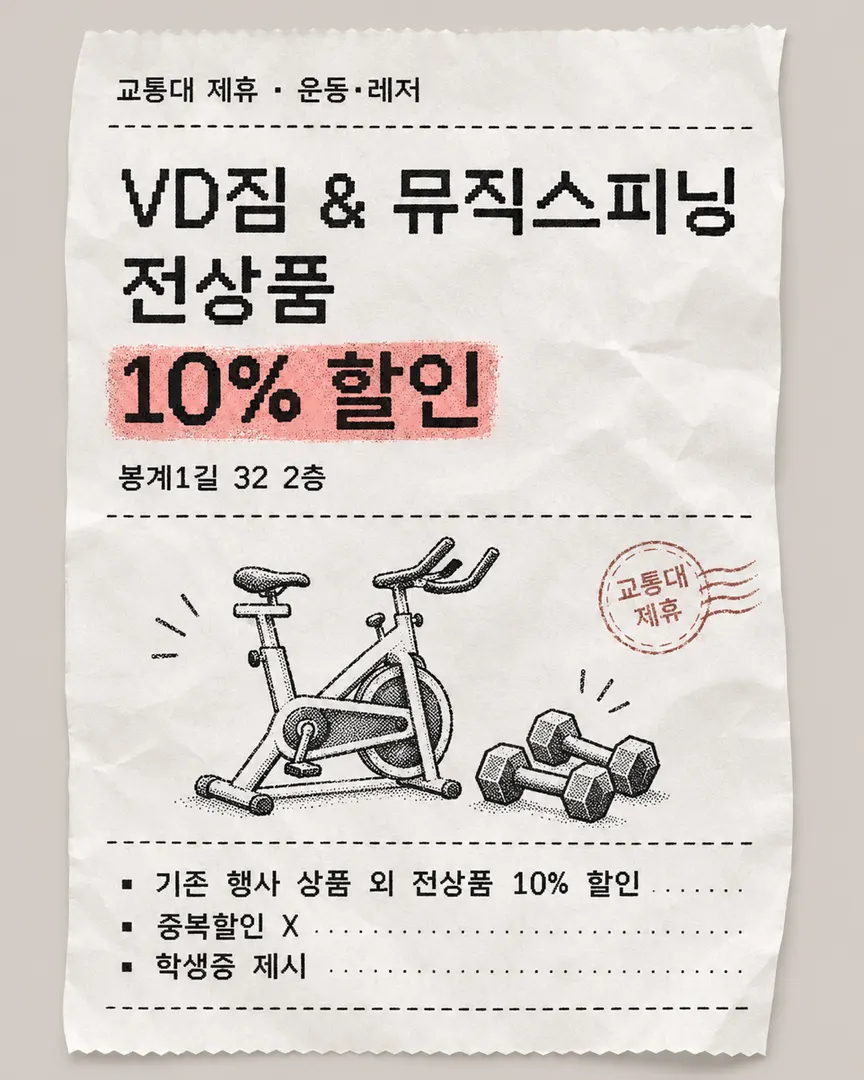 교통대 제휴 · 운동·레저
VD짐 & 뮤직스피닝
전상품
10% 할인
봉계1길 32 2층
교통대
제휴
▪ 기존 행사 상품 외 전상품 10% 할인
▪ 중복할인 X
▪ 학생증 제시